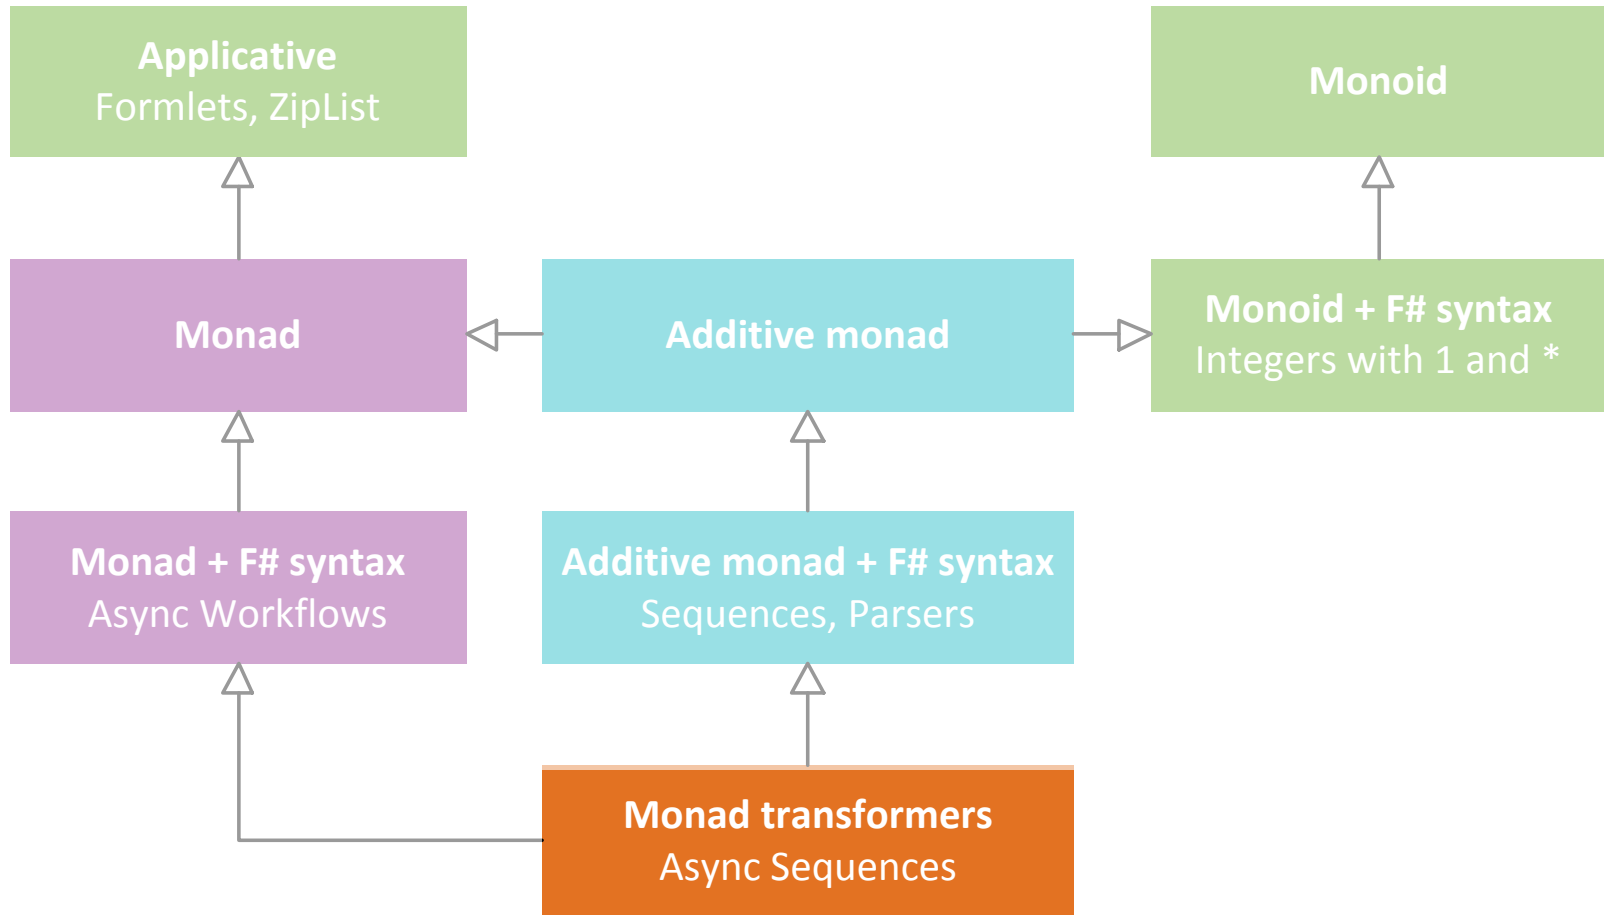 Applicative
Formlets, ZipList
Monoid
Monad
Additive monad
Monoid + F# syntax
Integers with 1 and *
Monad + F# syntax
Async Workflows
Additive monad + F# syntax
Sequences, Parsers
Monad transformers
Async Sequences